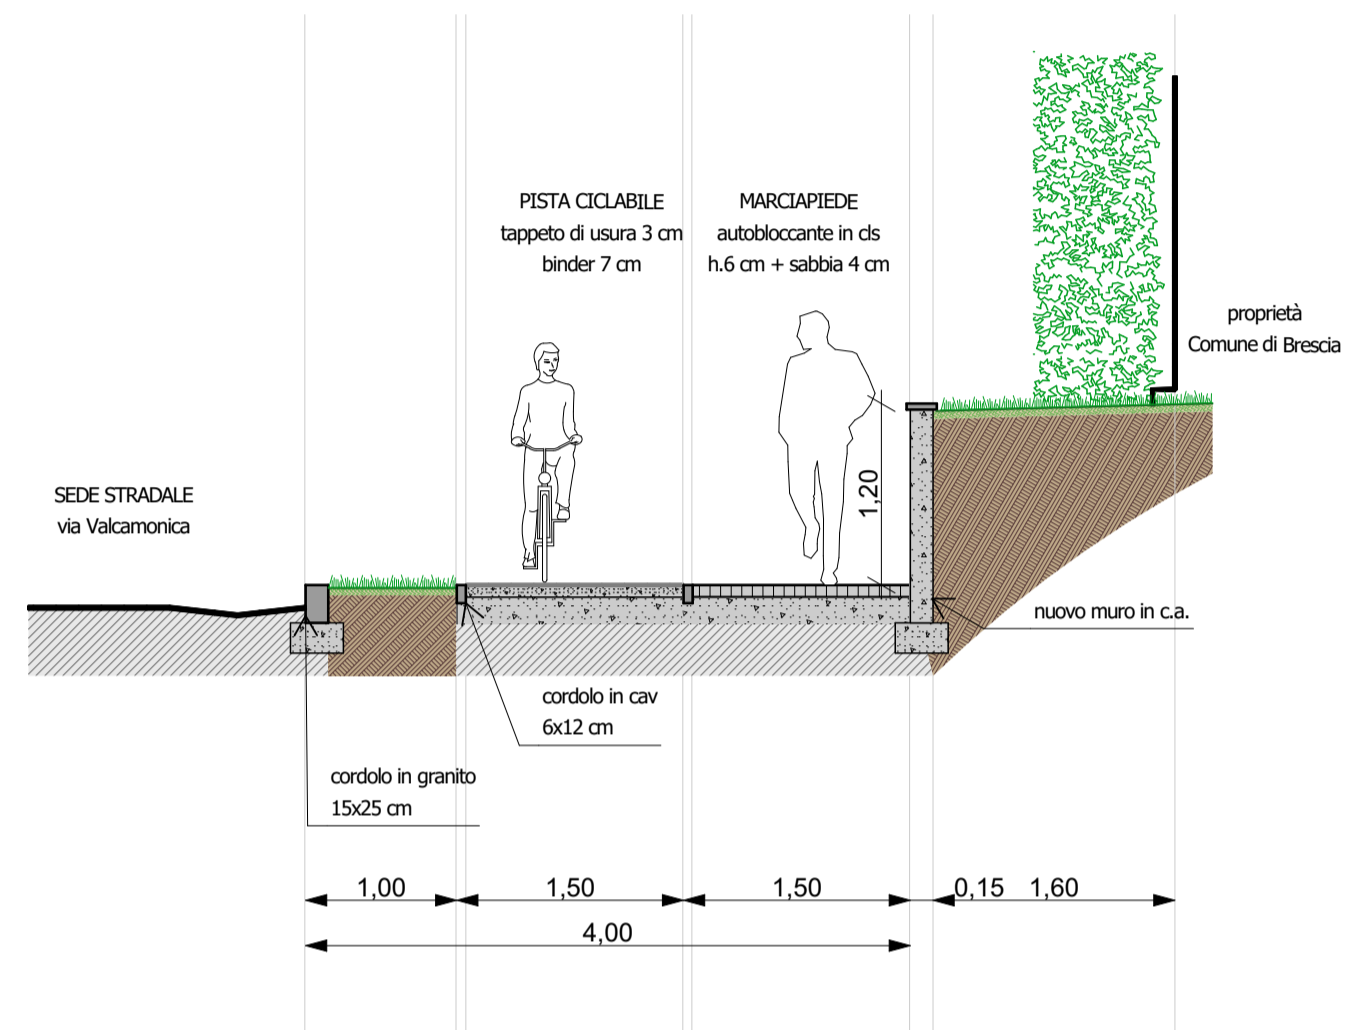 PISTA CICLABILE
tappeto di usura 3 cm
binder 7 cm
MARCIAPIEDE
autobloccante in cls
h.6 cm + sabbia 4 cm
proprietà
Comune di Brescia
SEDE STRADALE
via Valcamonica
1,20
nuovo muro in c.a.
cordolo in cav
6x12 cm
cordolo in granito
15x25 cm
1,00 1,50 1,50 0,15 1,60
4,00